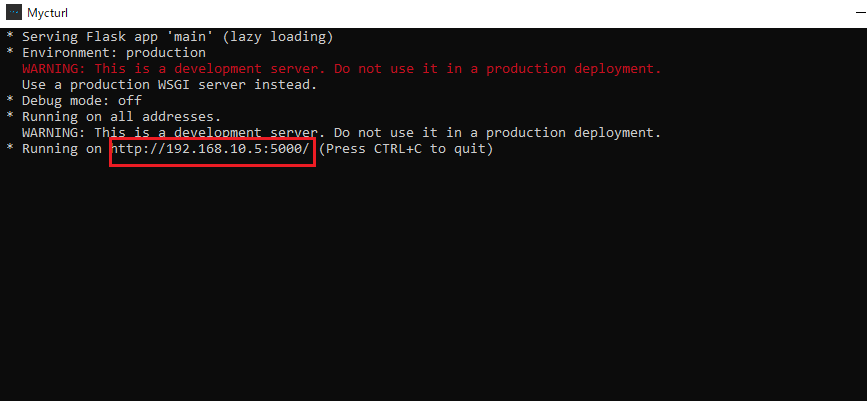 Mycturl
* Serving Flask app 'main' (lazy loading)
* Environment: production
WARNING: This is a development server. Do not use it in a production deployment.
Use a production WSGI server instead.
* Debug mode: off
* Running on all addresses.
WARNING: This is a development server. Do not use it in a production deployment.
* Running on http://192.168.10.5:5000/ (Press CTRL+C to quit)